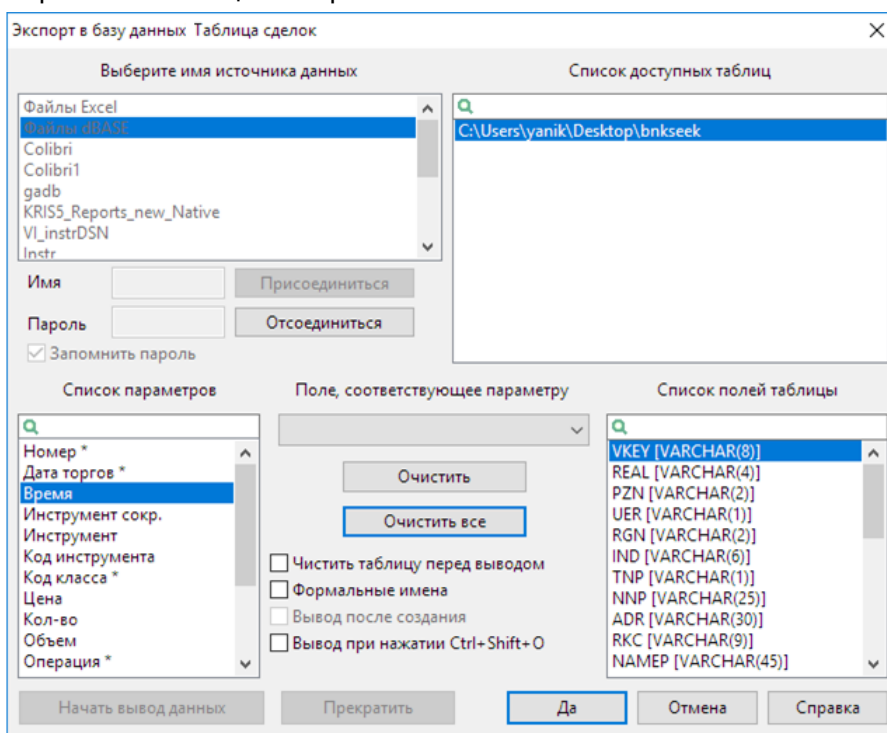 Экспорт в базу данных Таблица сделок
Выберите имя источника данных
Список доступных таблиц
Файлы Excel
Файлы dBASE
Colibri
Colibri1
gadb
KRIS5_Reports_new_Native
VI_instrDSN
Instr
C:\Users\yanik\Desktop\bnkseek
Имя
Присоединиться
Пароль
Отсоединиться
Запомнить пароль
Список параметров
Поле, соответствующее параметру
Список полей таблицы
Номер *
Дата торгов *
Время
Инструмент сокр.
Инструмент
Код инструмента
Код класса *
Цена
Кол-во
Объем
Операция *
Очистить
Очистить все
Чистить таблицу перед выводом
Формальные имена
Вывод после создания
Вывод при нажатии Ctrl+Shift+O
VKEY [VARCHAR(8)]
REAL [VARCHAR(4)]
PZN [VARCHAR(2)]
UER [VARCHAR(1)]
RGN [VARCHAR(2)]
IND [VARCHAR(6)]
TNP [VARCHAR(1)]
NNP [VARCHAR(25)]
ADR [VARCHAR(30)]
RKC [VARCHAR(9)]
NAMEP [VARCHAR(45)]
Начать вывод данных
Прекратить
Да
Отмена
Справка